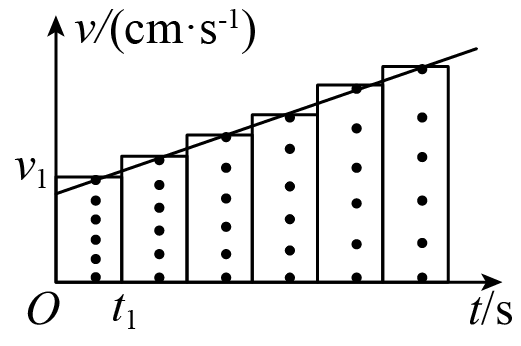 v/(cm·s⁻¹)
v₁
O t₁ t/s